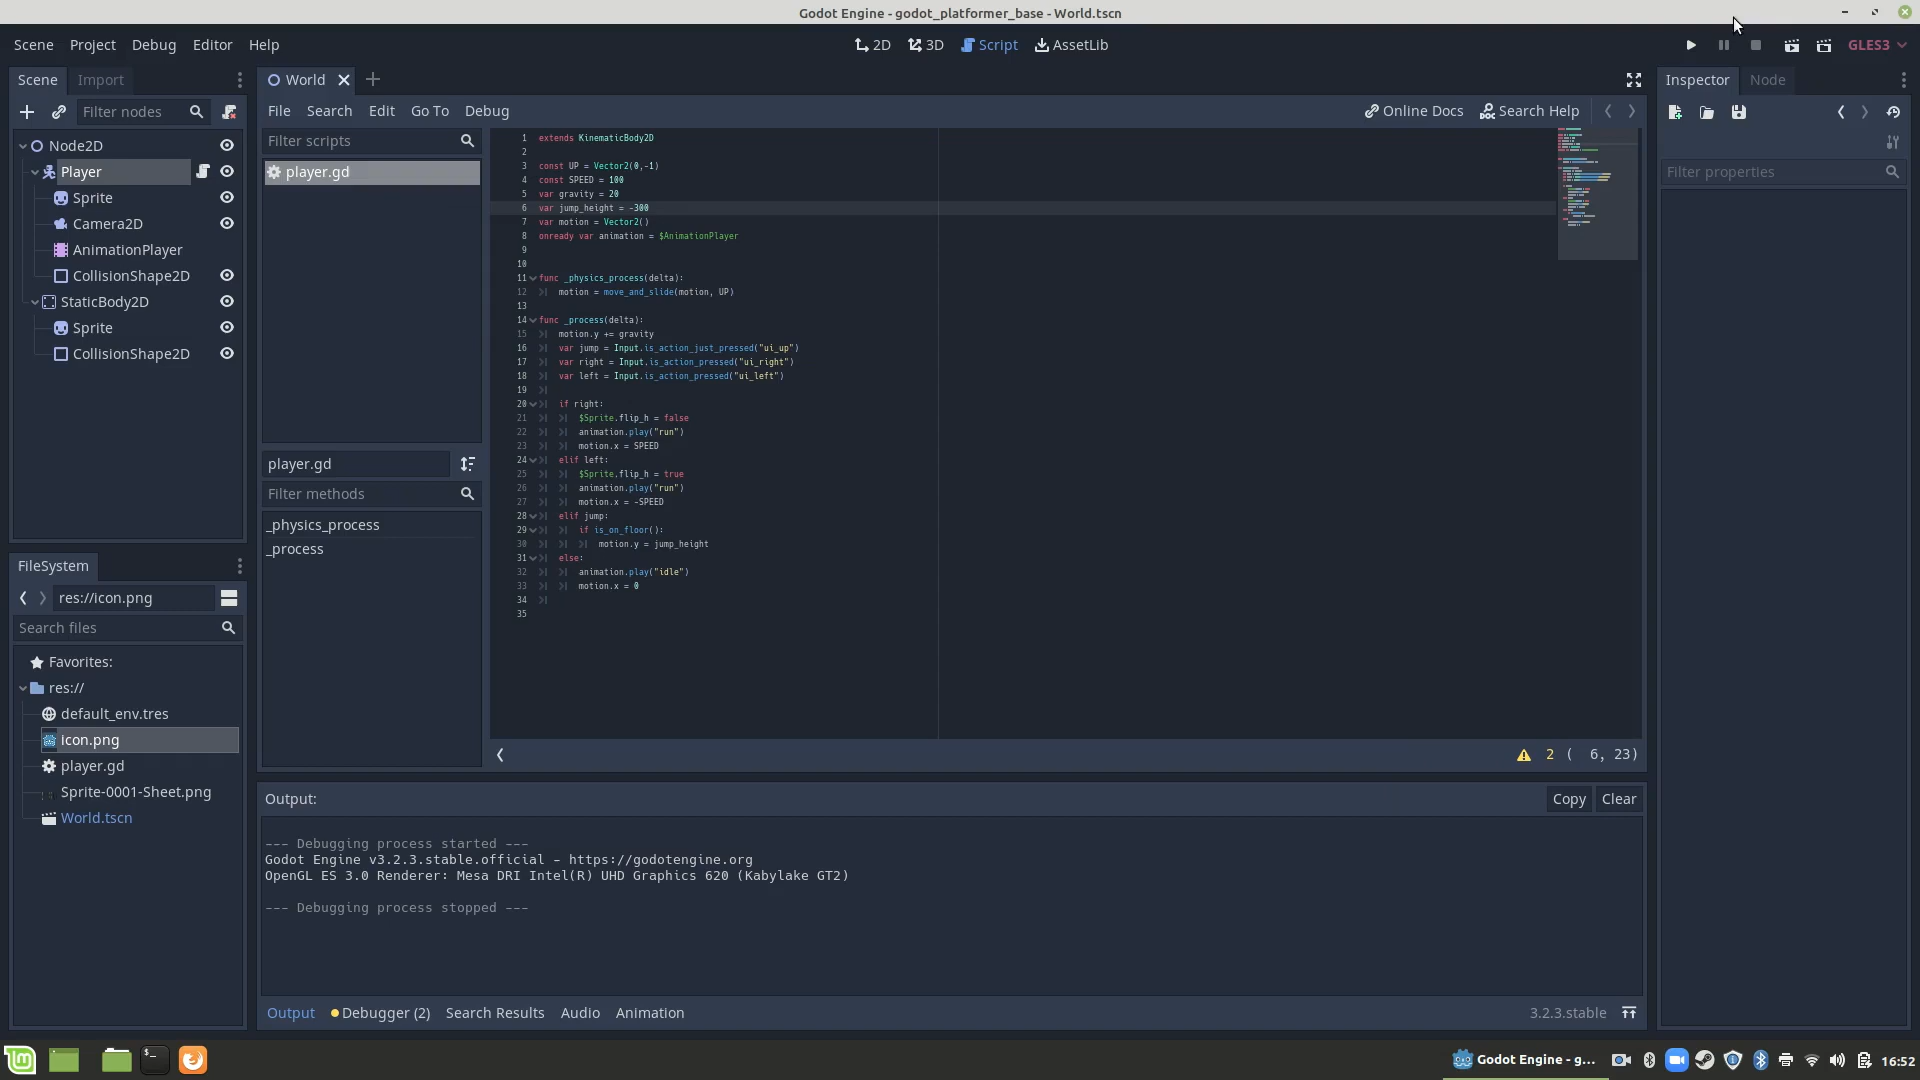 Godot Engine - godot_platformer_base - World.tscn
Scene Project Debug Editor Help
2D 3D Script AssetLib
GLES3
Scene Import
Filter nodes
Node2D
Player
Sprite
Camera2D
AnimationPlayer
CollisionShape2D
StaticBody2D
Sprite
CollisionShape2D
FileSystem
res://icon.png
Search files
Favorites:
res://
default_env.tres
icon.png
player.gd
Sprite-0001-Sheet.png
World.tscn
World
File Search Edit Go To Debug
Online Docs Search Help
Filter scripts
player.gd
player.gd
Filter methods
_physics_process
_process
1 extends KinematicBody2D
2
3 const UP = Vector2(0,-1)
4 const SPEED = 100
5 var gravity = 20
6 var jump_height = -300
7 var motion = Vector2()
8 onready var animation = $AnimationPlayer
9
10
11 func _physics_process(delta):
12 motion = move_and_slide(motion, UP)
13
14 func _process(delta):
15 motion.y += gravity
16 var jump = Input.is_action_just_pressed("ui_up")
17 var right = Input.is_action_pressed("ui_right")
18 var left = Input.is_action_pressed("ui_left")
19
20 if right:
21 $Sprite.flip_h = false
22 animation.play("run")
23 motion.x = SPEED
24 elif left:
25 $Sprite.flip_h = true
26 animation.play("run")
27 motion.x = -SPEED
28 elif jump:
29 if is_on_floor():
30 motion.y = jump_height
31 else:
32 animation.play("idle")
33 motion.x = 0
34
35
2 ( 6, 23)
Output:
Copy Clear
--- Debugging process started ---
Godot Engine v3.2.3.stable.official - https://godotengine.org
OpenGL ES 3.0 Renderer: Mesa DRI Intel(R) UHD Graphics 620 (Kabylake GT2)
--- Debugging process stopped ---
Output Debugger (2) Search Results Audio Animation
3.2.3.stable
Inspector Node
Filter properties
Godot Engine - g...
16:52